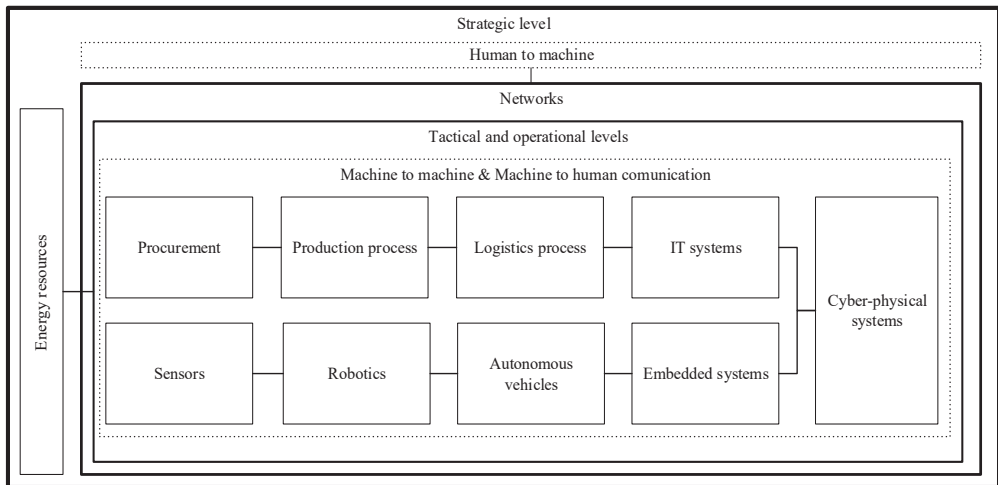 Strategic level
Human to machine
Networks
Tactical and operational levels
Machine to machine & Machine to human comunication
Energy resources
Procurement
Production process
Logistics process
IT systems
Cyber-physical
systems
Sensors
Robotics
Autonomous
vehicles
Embedded systems